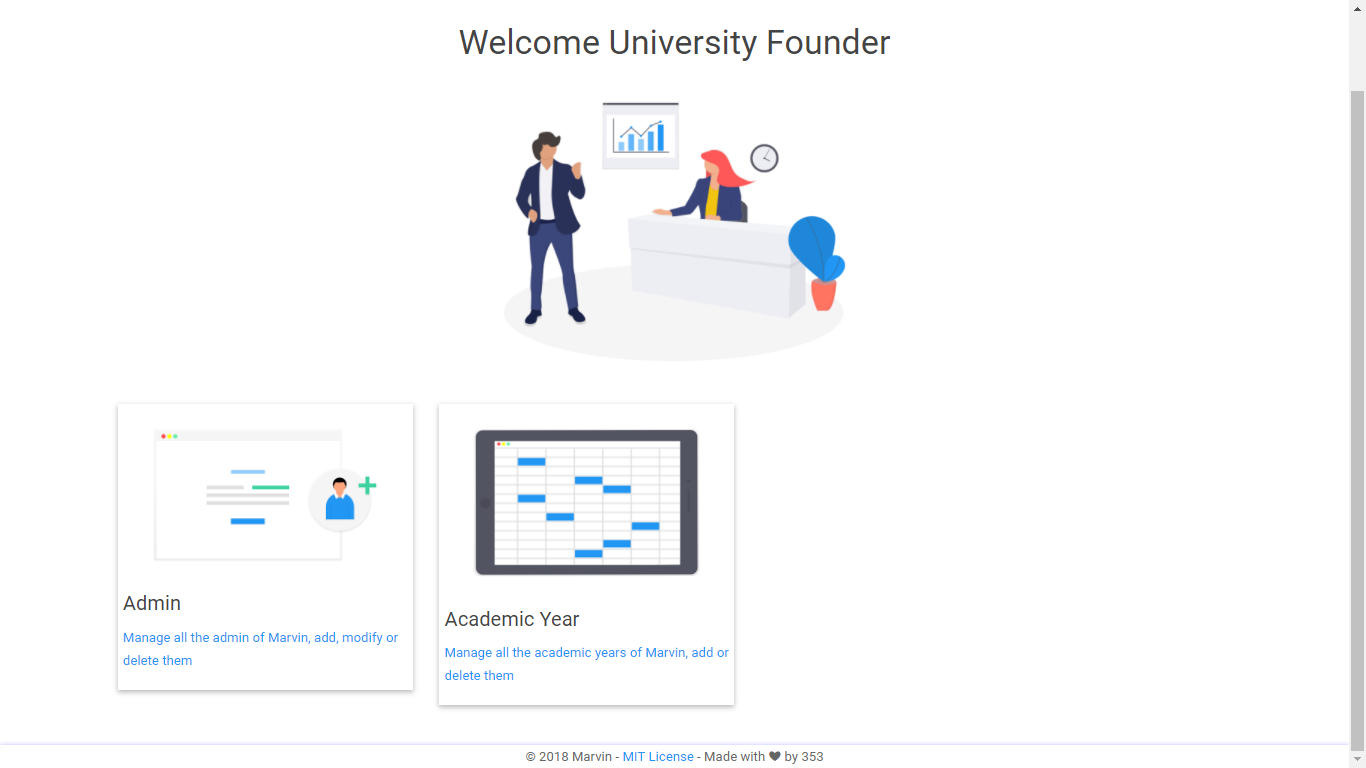 Welcome University Founder
Admin
Manage all the admin of Marvin, add, modify or
delete them
Academic Year
Manage all the academic years of Marvin, add or
delete them
© 2018 Marvin - MIT License - Made with ❤ by 353